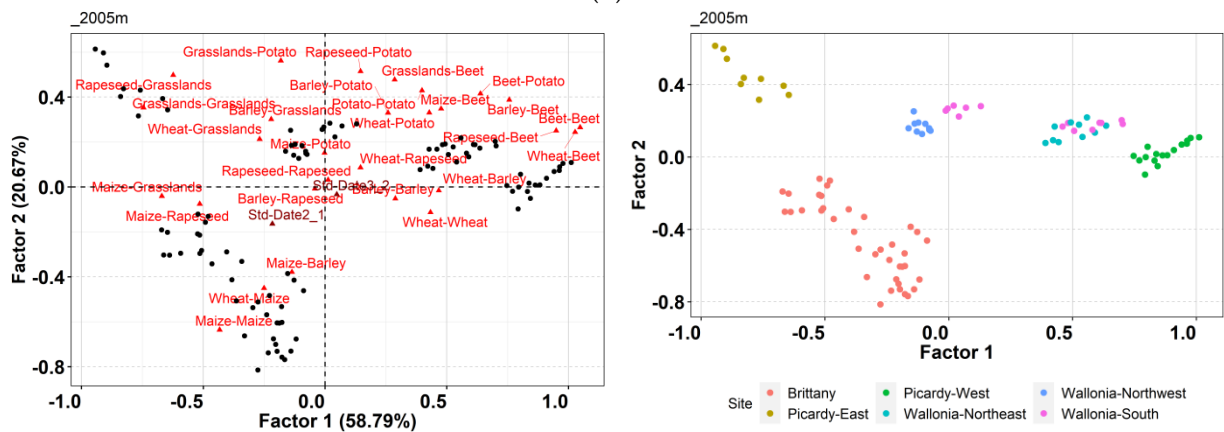 _2005m
Grasslands-Potato
Rapeseed-Potato
Rapeseed-Grasslands
Barley-Potato
Grasslands-Beet
Beet-Potato
Grasslands-Grasslands
Barley-Grasslands
Potato-Potato
Maize-Beet
Barley-Beet
Beet-Beet
Wheat-Grasslands
Wheat-Potato
Maize-Potato
Rapeseed-Beet
Wheat-Rapeseed
Wheat-Beet
Rapeseed-Rapeseed
Maize-Grasslands
Std-Date3_2
Barley-Barley
Wheat-Barley
Barley-Rapeseed
Maize-Rapeseed
Std-Date2_1
Wheat-Wheat
Maize-Barley
Wheat-Maize
Maize-Maize
0.4
0.0
-0.4
-0.8
-1.0
-0.5
0.0
0.5
1.0
Factor 1 (58.79%)
Factor 2 (20.67%)
_2005m
0.4
0.0
-0.4
-0.8
-1.0
-0.5
0.0
0.5
1.0
Factor 1
Factor 2
Site
Brittany
Picardy-East
Picardy-West
Wallonia-Northeast
Wallonia-Northwest
Wallonia-South